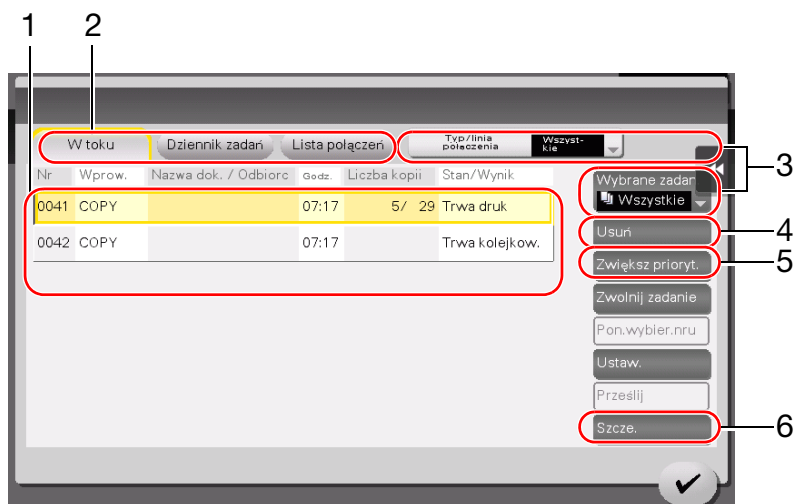 1
2
W toku
Dziennik zadań
Lista połączeń
Typ/linia
połaczenia
Wszyst-
kie
3
Nr
Wprow.
Nazwa dok. / Odbiorc
Godz.
Liczba kopii
Stan/Wynik
Wybrane zadan
Wszystkie
0041
COPY
07:17
5/ 29
Trwa druk
Usuń
4
0042
COPY
07:17
Trwa kolejkow.
Zwiększ prioryt.
5
Zwolnij zadanie
Pon.wybier.nru
Ustaw.
Prześlij
Szcze.
6